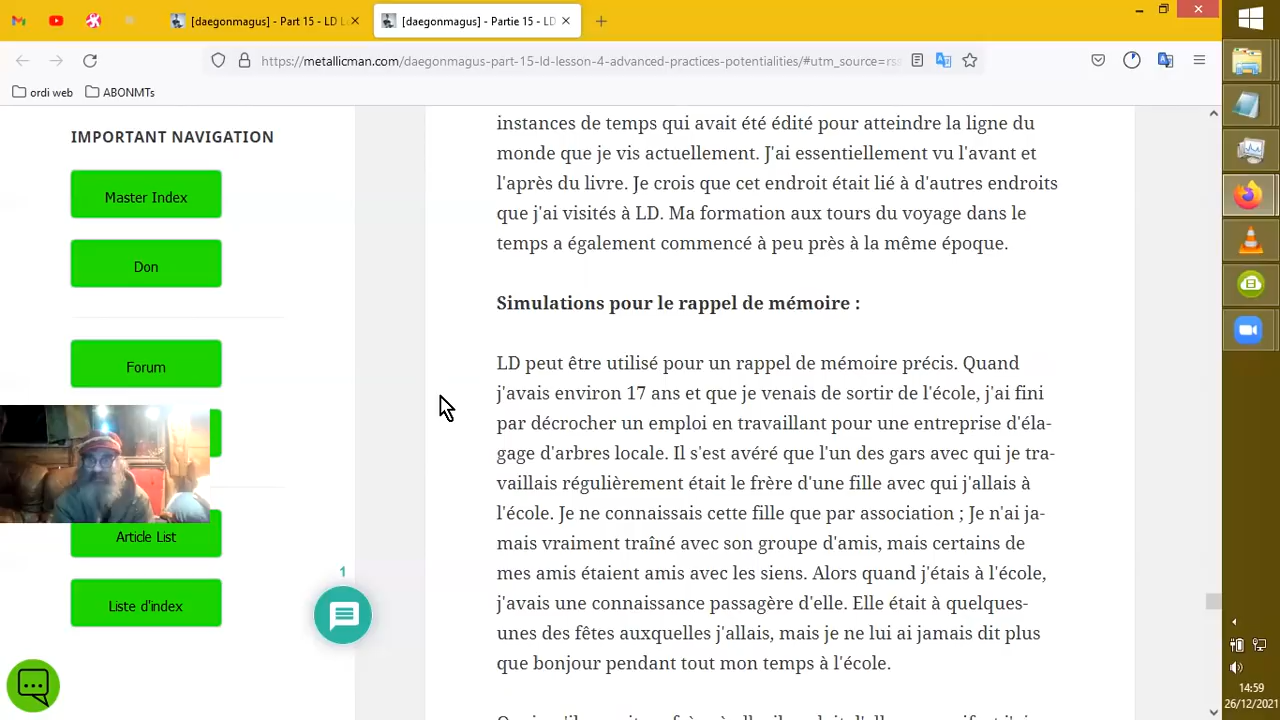 [daegonmagus] - Part 15 - LD L
[daegonmagus] - Partie 15 - LD
https://metallicman.com/daegonmagus-part-15-ld-lesson-4-advanced-practices-potentialities/#utm_source=rss
ordi web
ABONMTs
IMPORTANT NAVIGATION
Master Index
Don
Forum
Article List
Liste d'index
1
instances de temps qui avait été édité pour atteindre la ligne du
monde que je vis actuellement. J'ai essentiellement vu l'avant et
l'après du livre. Je crois que cet endroit était lié à d'autres endroits
que j'ai visités à LD. Ma formation aux tours du voyage dans le
temps a également commencé à peu près à la même époque.
Simulations pour le rappel de mémoire :
LD peut être utilisé pour un rappel de mémoire précis. Quand
j'avais environ 17 ans et que je venais de sortir de l'école, j'ai fini
par décrocher un emploi en travaillant pour une entreprise d'éla-
gage d'arbres locale. Il s'est avéré que l'un des gars avec qui je tra-
vaillais régulièrement était le frère d'une fille avec qui j'allais à
l'école. Je ne connaissais cette fille que par association ; Je n'ai ja-
mais vraiment traîné avec son groupe d'amis, mais certains de
mes amis étaient amis avec les siens. Alors quand j'étais à l'école,
j'avais une connaissance passagère d'elle. Elle était à quelques-
unes des fêtes auxquelles j'allais, mais je ne lui ai jamais dit plus
que bonjour pendant tout mon temps à l'école.
14:59
26/12/2021